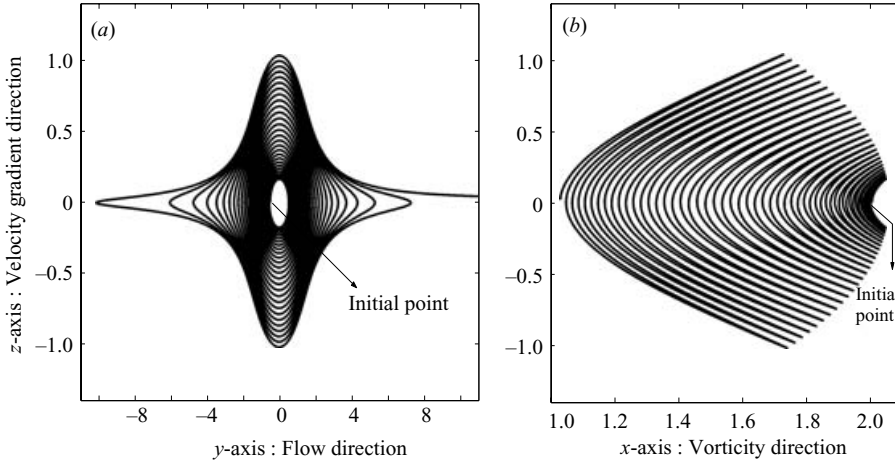 (a)
1.0
0.5
0
–0.5
–1.0
z-axis : Velocity gradient direction
Initial point
–8
–4
0
4
8
y-axis : Flow direction
(b)
1.0
0.5
0
–0.5
–1.0
Initia
point
1.0
1.2
1.4
1.6
1.8
2.0
x-axis : Vorticity direction